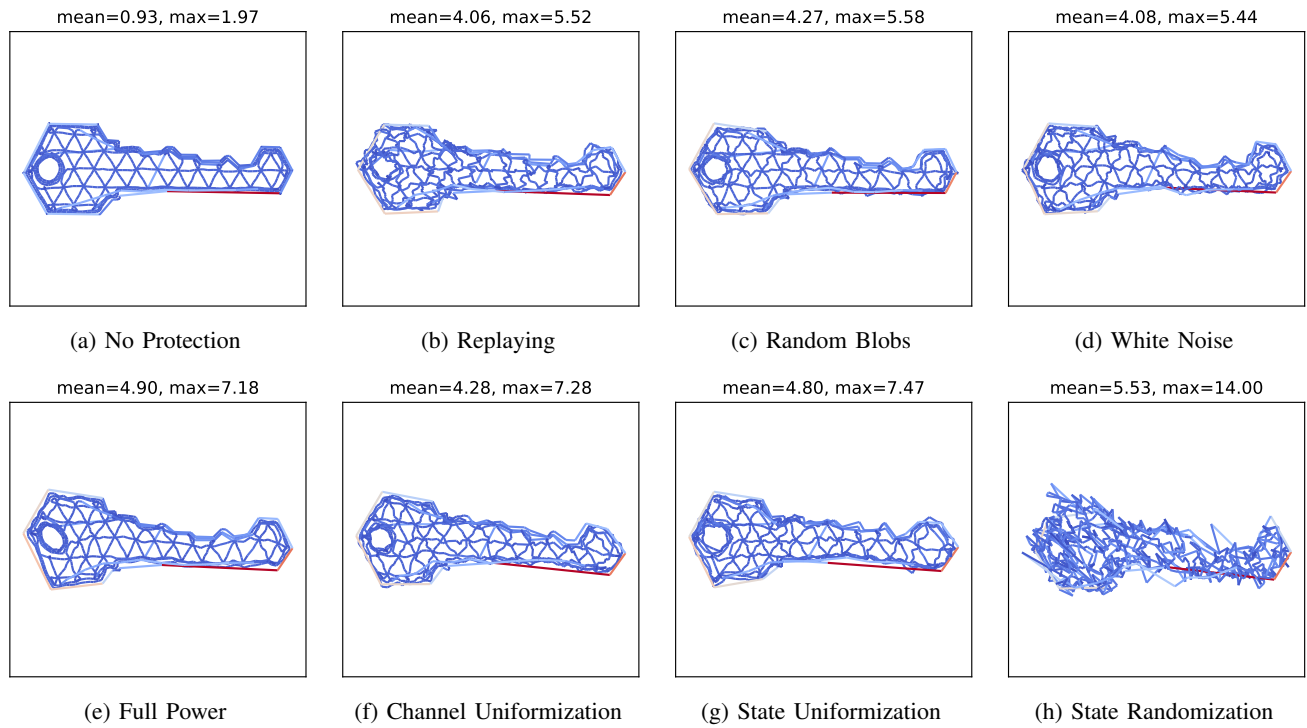 mean=0.93, max=1.97
mean=4.06, max=5.52
mean=4.27, max=5.58
mean=4.08, max=5.44
(a) No Protection
(b) Replaying
(c) Random Blobs
(d) White Noise
mean=4.90, max=7.18
mean=4.28, max=7.28
mean=4.80, max=7.47
mean=5.53, max=14.00
(e) Full Power
(f) Channel Uniformization
(g) State Uniformization
(h) State Randomization